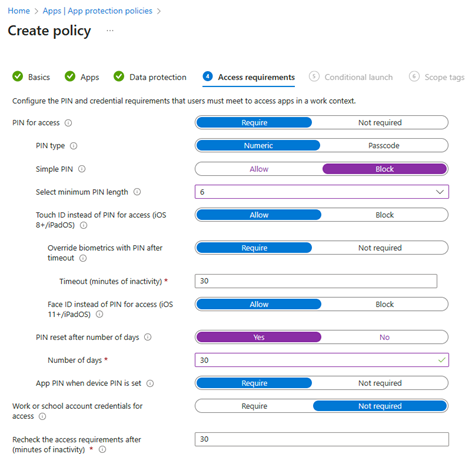 Home > Apps | App protection policies >
Create policy ...
Basics Apps Data protection 4 Access requirements 5 Conditional launch 6 Scope tags
Configure the PIN and credential requirements that users must meet to access apps in a work context.
PIN for access Require Not required
PIN type Numeric Passcode
Simple PIN Allow Block
Select minimum PIN length 6
Touch ID instead of PIN for access (iOS Allow Block
8+/iPadOS)
Override biometrics with PIN after Require Not required
timeout
Timeout (minutes of inactivity) * 30
Face ID instead of PIN for access (iOS Allow Block
11+/iPadOS)
PIN reset after number of days Yes No
Number of days * 30
App PIN when device PIN is set Require Not required
Work or school account credentials for Require Not required
access
Recheck the access requirements after 30
(minutes of inactivity) *